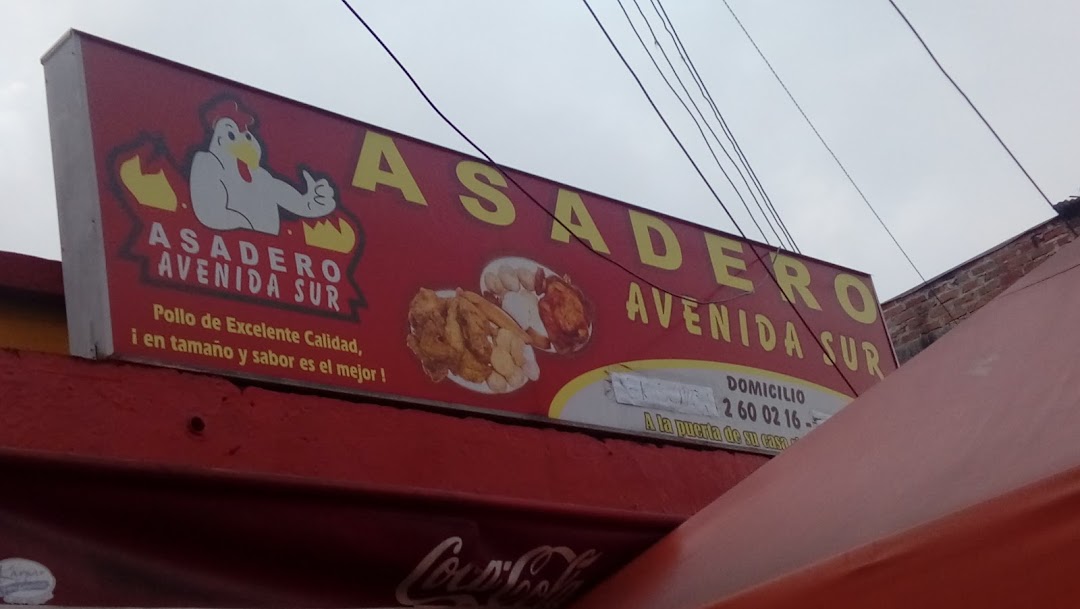 ASADERO
AVENIDA SUR
Pollo de Excelente Calidad,
¡ en tamaño y sabor es el mejor !
ASADERO
AVENIDA SUR
DOMICILIO
2 60 02 16 -
A la puerta de su casa
Coca-Cola